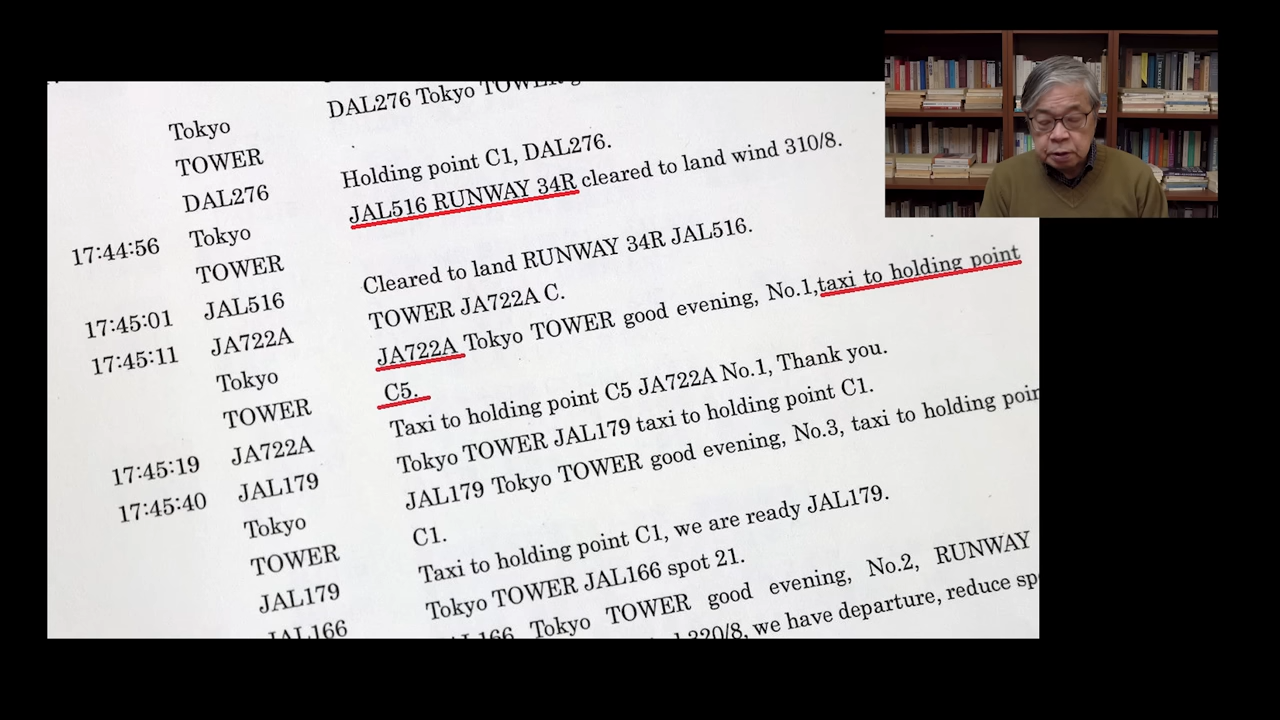 Tokyo DAL276 Tokyo TOWER
TOWER
DAL276 Holding point C1, DAL276.
17:44:56 Tokyo JAL516 RUNWAY 34R cleared to land wind 310/8.
TOWER
17:45:01 JAL516 Cleared to land RUNWAY 34R JAL516.
17:45:11 JA722A TOWER JA722A C.
Tokyo JA722A Tokyo TOWER good evening, No.1,taxi to holding point
TOWER C5.
17:45:19 JA722A Taxi to holding point C5 JA722A No.1, Thank you.
17:45:40 JAL179 Tokyo TOWER JAL179 taxi to holding point C1.
Tokyo JAL179 Tokyo TOWER good evening, No.3, taxi to holding poin
TOWER C1.
JAL179 Taxi to holding point C1, we are ready JAL179.
JAL166 Tokyo TOWER JAL166 spot 21.
166 Tokyo TOWER good evening, No.2, RUNWAY
220/8, we have departure, reduce sp